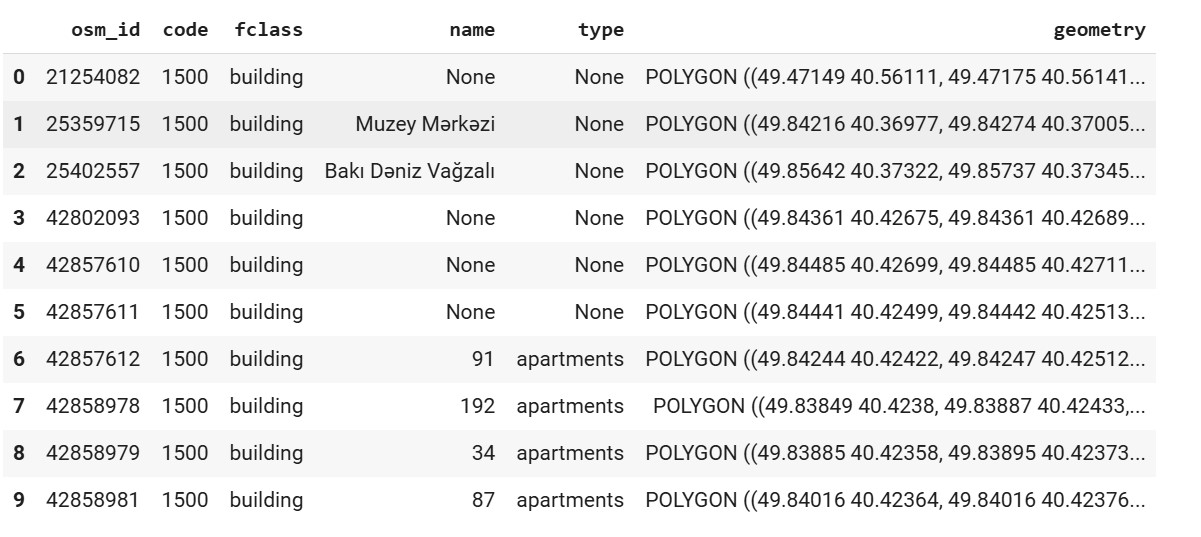 osm_id code fclass name type geometry
0 21254082 1500 building None None POLYGON ((49.47149 40.56111, 49.47175 40.56141...
1 25359715 1500 building Muzey Mərkəzi None POLYGON ((49.84216 40.36977, 49.84274 40.37005...
2 25402557 1500 building Bakı Dəniz Vağzalı None POLYGON ((49.85642 40.37322, 49.85737 40.37345...
3 42802093 1500 building None None POLYGON ((49.84361 40.42675, 49.84361 40.42689...
4 42857610 1500 building None None POLYGON ((49.84485 40.42699, 49.84485 40.42711...
5 42857611 1500 building None None POLYGON ((49.84441 40.42499, 49.84442 40.42513...
6 42857612 1500 building 91 apartments POLYGON ((49.84244 40.42422, 49.84247 40.42512...
7 42858978 1500 building 192 apartments POLYGON ((49.83849 40.4238, 49.83887 40.42433,...
8 42858979 1500 building 34 apartments POLYGON ((49.83885 40.42358, 49.83895 40.42373...
9 42858981 1500 building 87 apartments POLYGON ((49.84016 40.42364, 49.84016 40.42376...